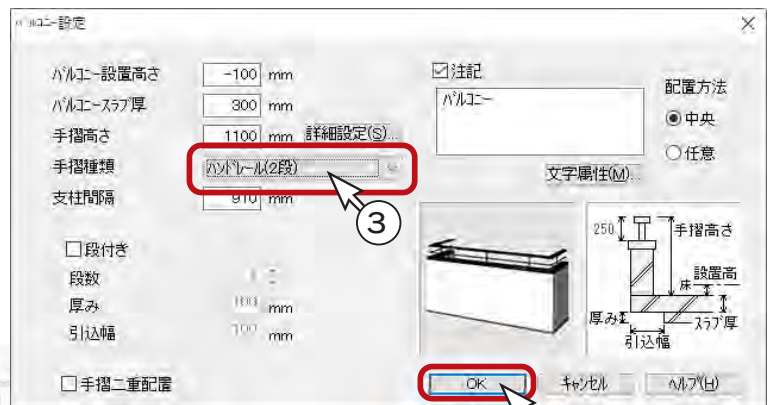 バルコニー設定
バルコニー設置高さ -100 mm
バルコニースラブ厚 300 mm
手摺高さ 1100 mm 詳細設定(S)...
手摺種類 ハンドレール(2段)
支柱間隔 910 mm
③
□段付き
段数 1
厚み 100 mm
引込幅 mm
□手摺二重配置
☑注記
バルコニー
文字属性(M)...
配置方法
中央
任意
250
手摺高さ
設置高
床
厚み
スラブ厚
引込幅
OK キャンセル ヘルプ(H)